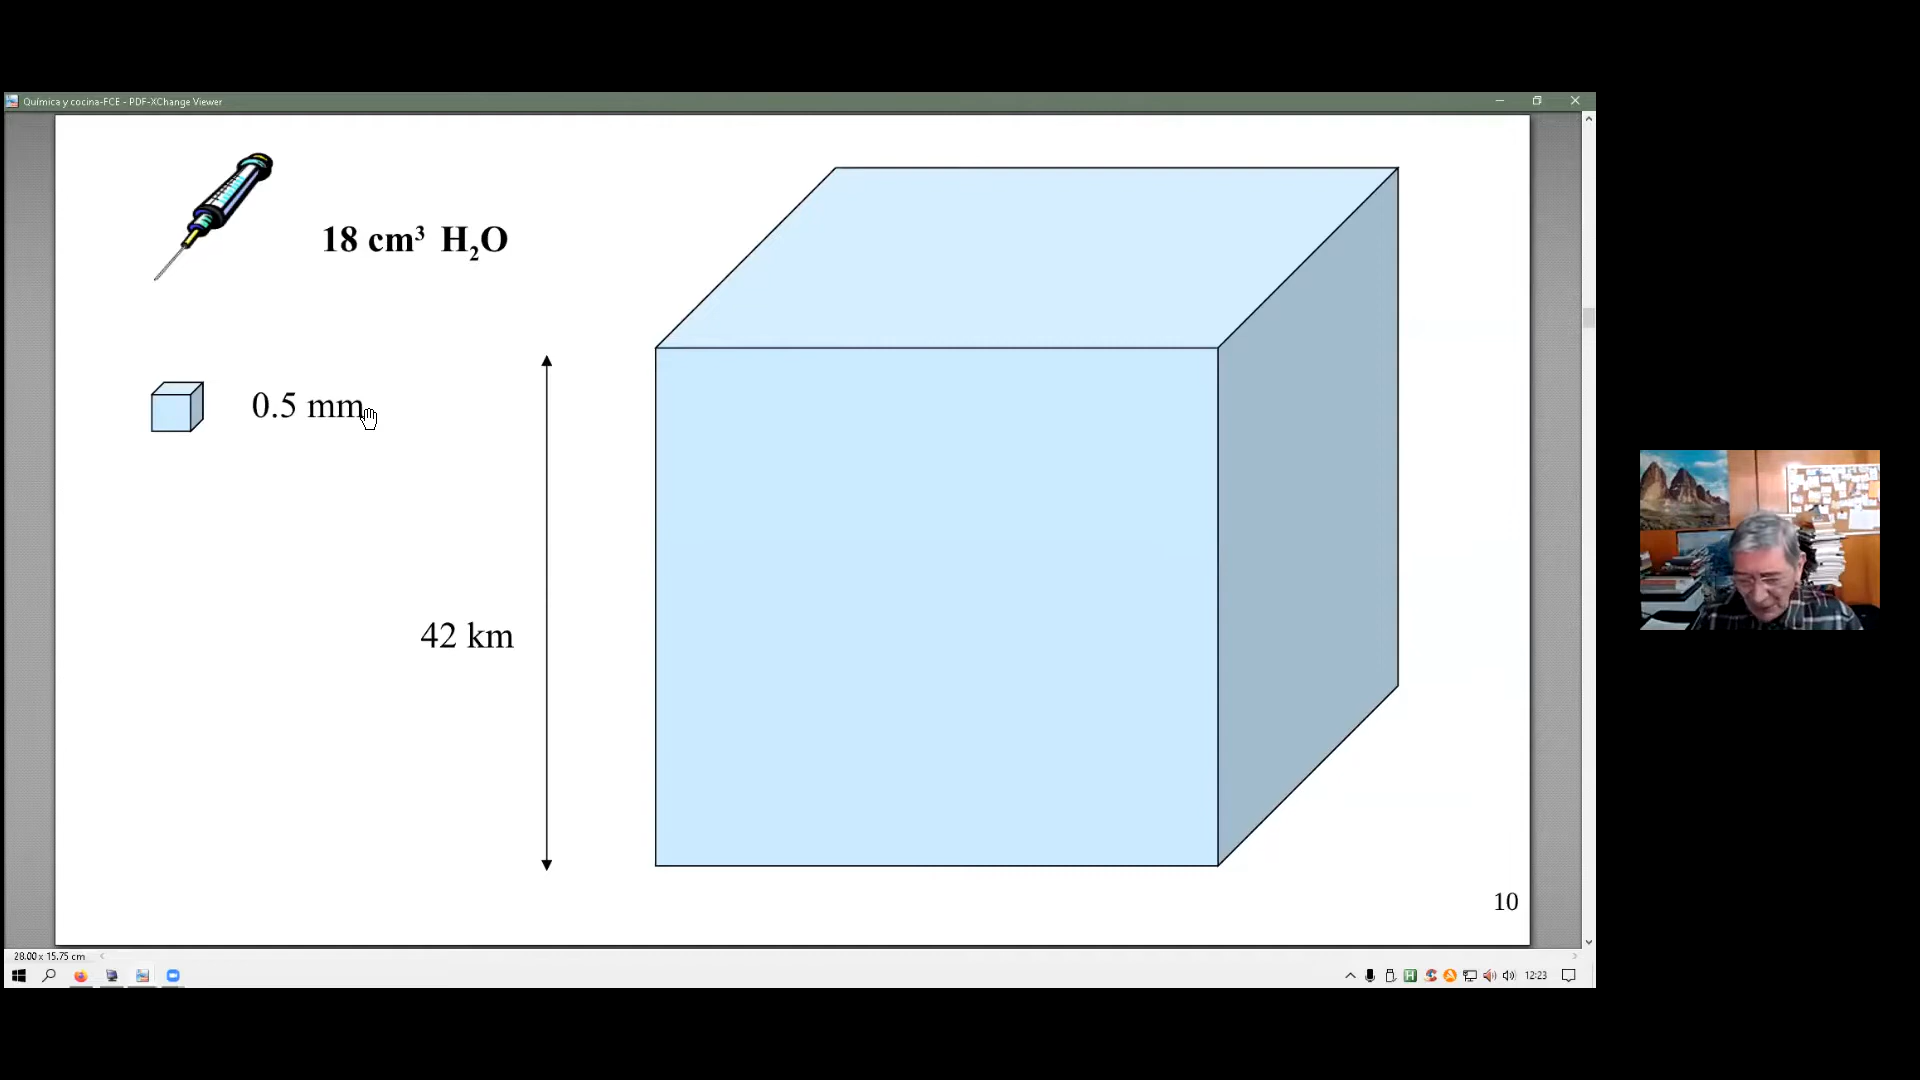 Química y cocina-FCE - PDF-XChange Viewer
18 cm³ H₂O
0.5 mm
42 km
10
28.00 x 15.75 cm
12:23